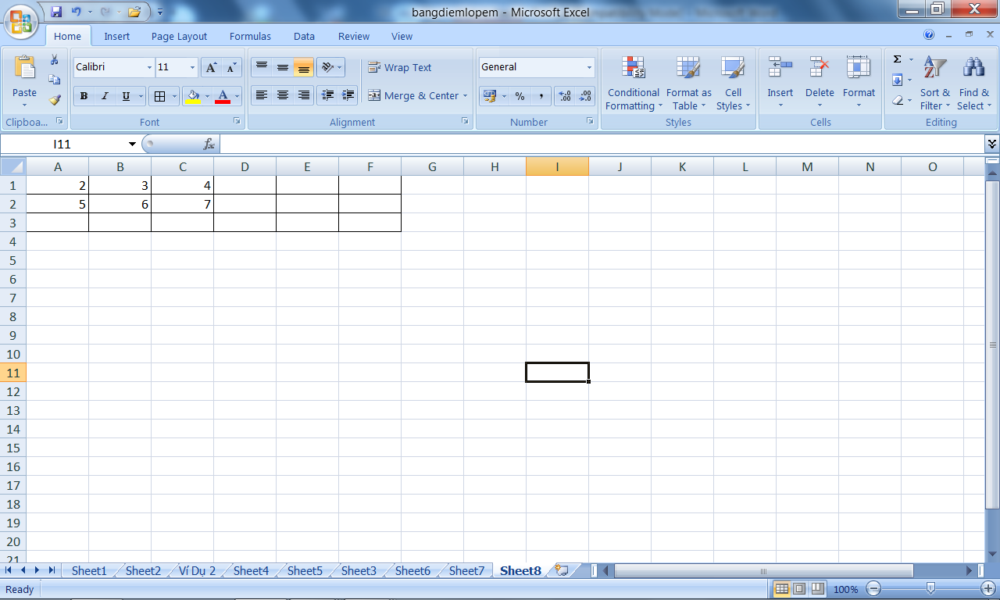 bangdiemlopem - Microsoft Excel
Home Insert Page Layout Formulas Data Review View
Paste
Clipboa...
Calibri 11 A A
B I U A
Font
Wrap Text
Merge & Center
Alignment
General
% , .00 .0
Number
Conditional Formatting
Format as Table
Cell Styles
Styles
Insert Delete Format
Cells
Σ
Sort & Filter
Find & Select
Editing
I11 fx
A B C D E F G H I J K L M N O
1 2 3 4
2 5 6 7
3
4
5
6
7
8
9
10
11
12
13
14
15
16
17
18
19
20
21
Sheet1 Sheet2 Ví Dụ 2 Sheet4 Sheet5 Sheet3 Sheet6 Sheet7 Sheet8
Ready 100%